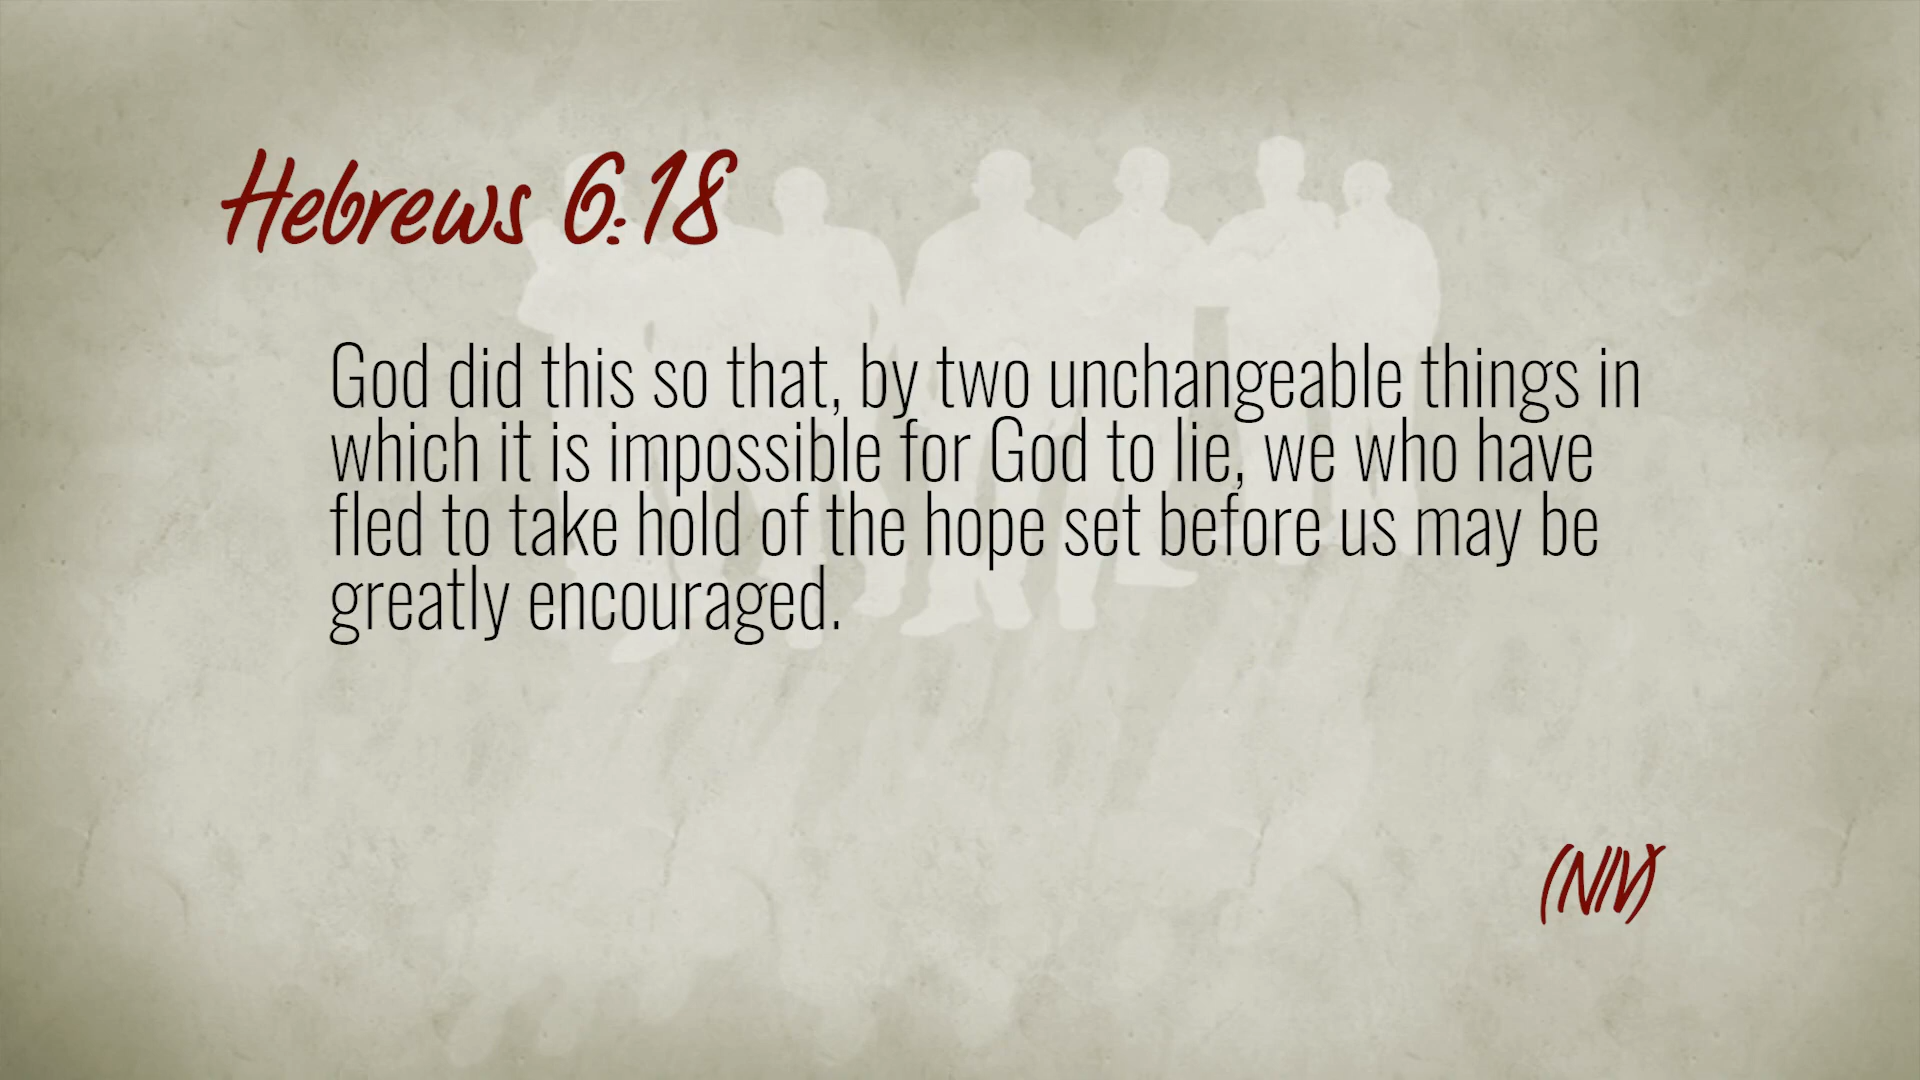 Hebrews 6:18
God did this so that, by two unchangeable things in
which it is impossible for God to lie, we who have
fled to take hold of the hope set before us may be
greatly encouraged.
(NIV)